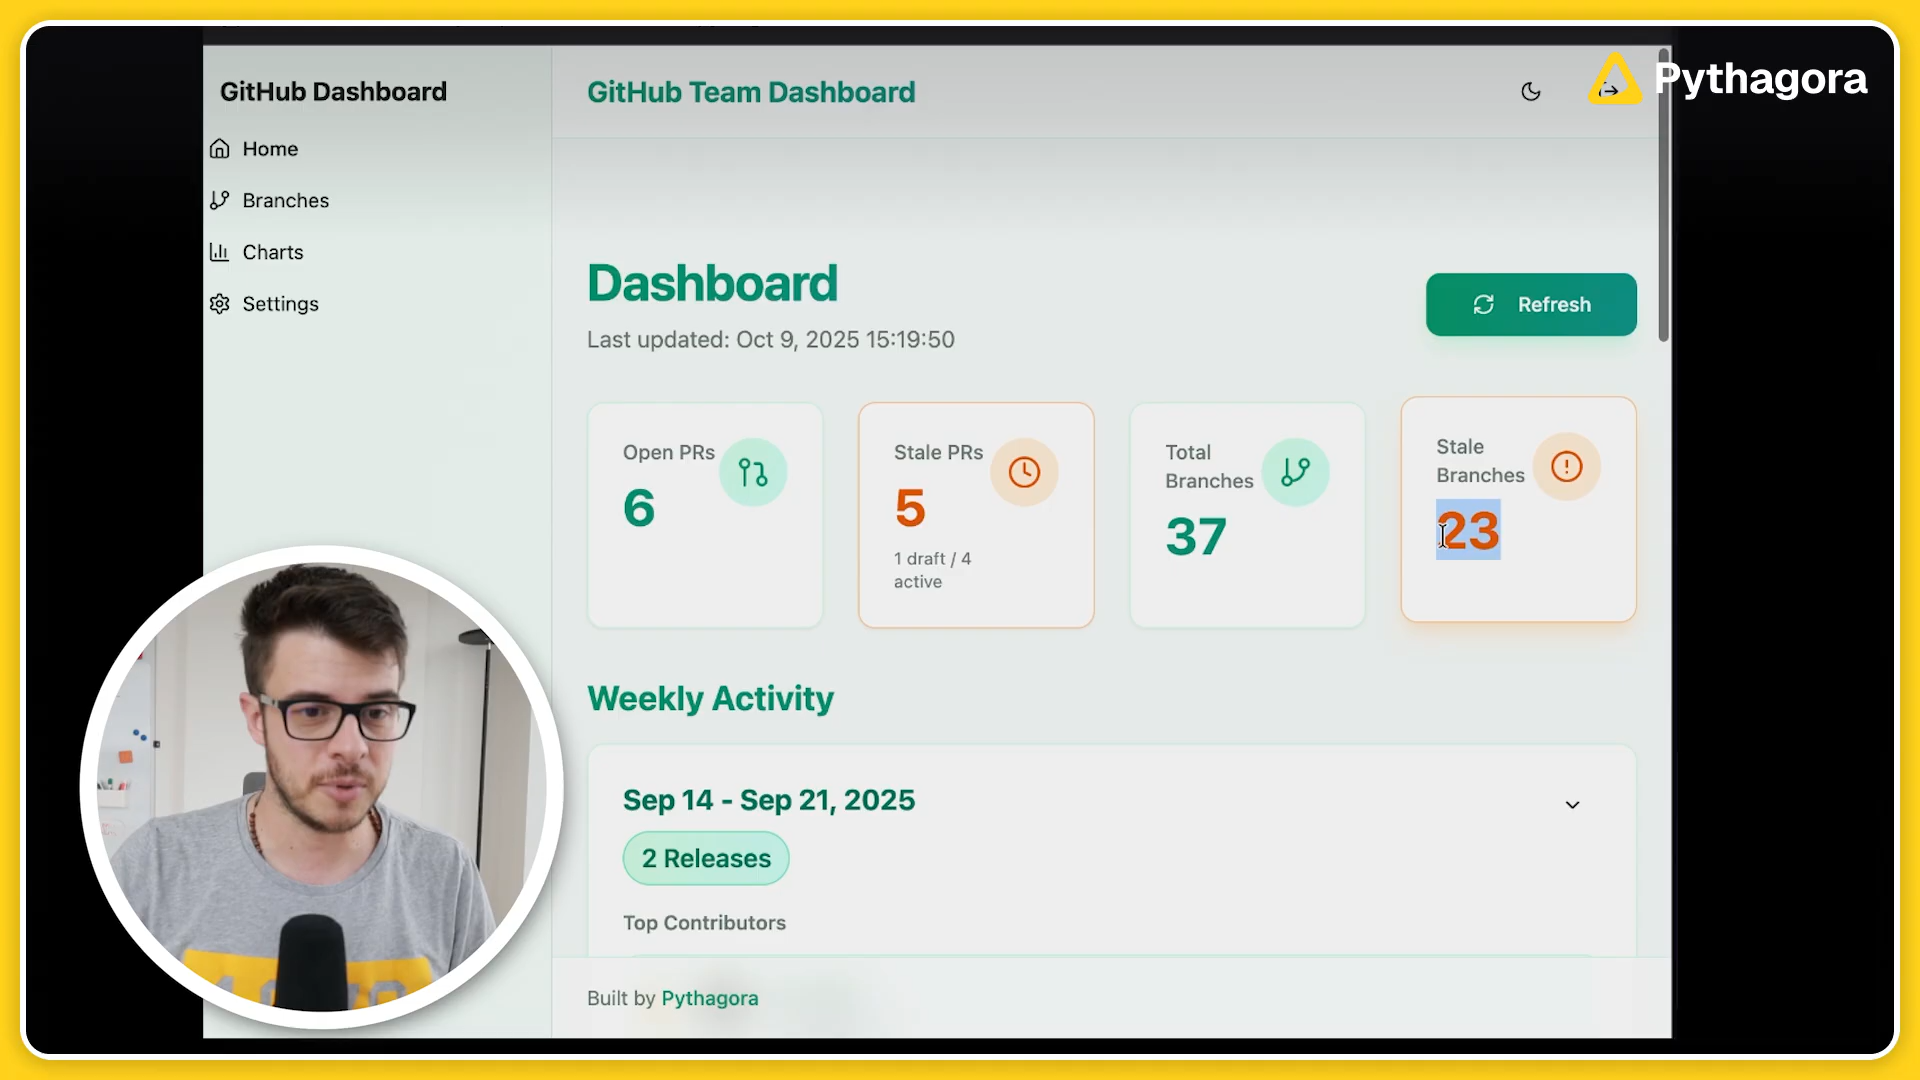 GitHub Dashboard
Home
Branches
Charts
Settings
GitHub Team Dashboard
Pythagora
Dashboard
Last updated: Oct 9, 2025 15:19:50
Refresh
Open PRs
6
Stale PRs
5
1 draft / 4
active
Total
Branches
37
Stale
Branches
23
Weekly Activity
Sep 14 - Sep 21, 2025
2 Releases
Top Contributors
Built by Pythagora